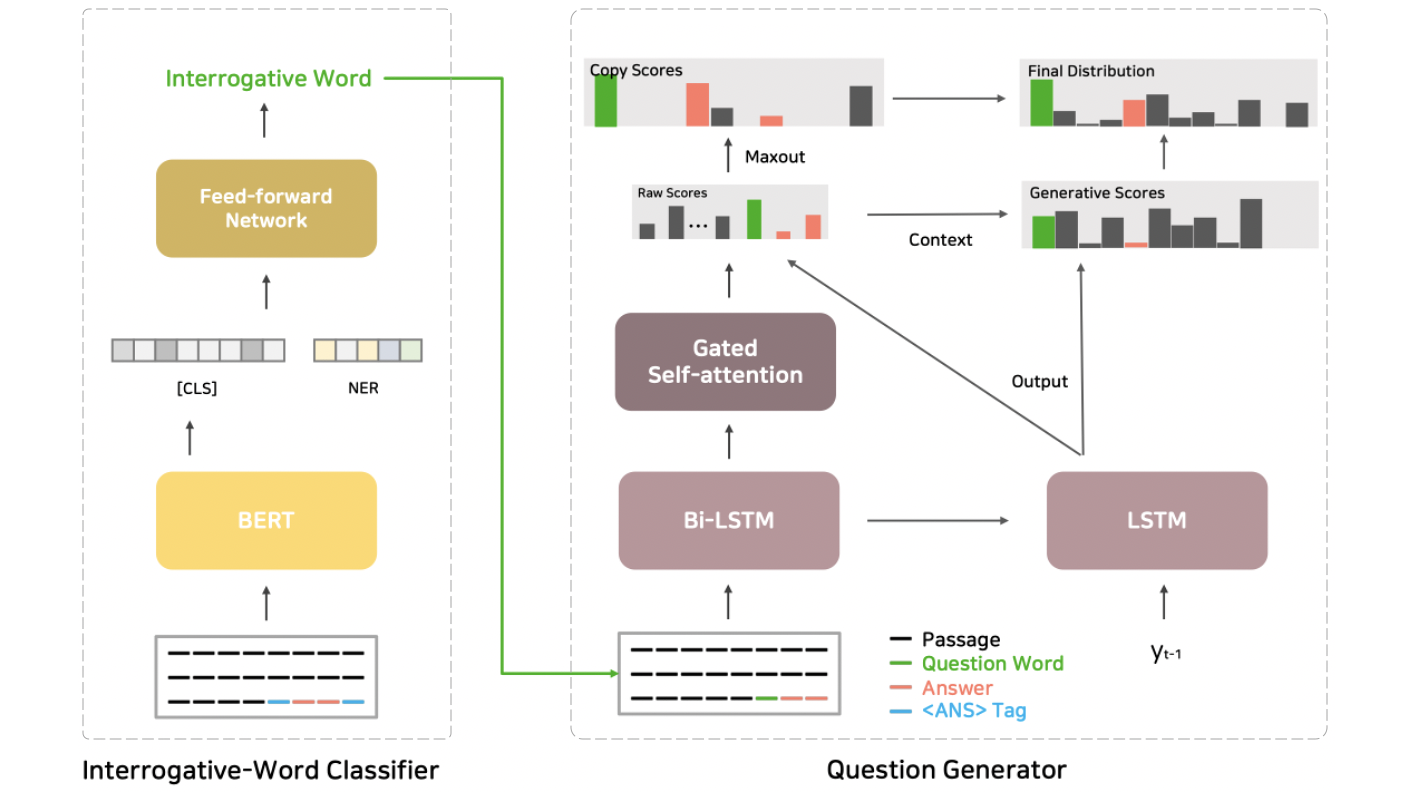 Interrogative Word
Feed-forward
Network
[CLS]
NER
BERT
Interrogative-Word Classifier
Copy Scores
Final Distribution
Maxout
Raw Scores
...
Generative Scores
Context
Gated
Self-attention
Output
Bi-LSTM
LSTM
Passage
Question Word
Answer
<ANS> Tag
yt-1
Question Generator